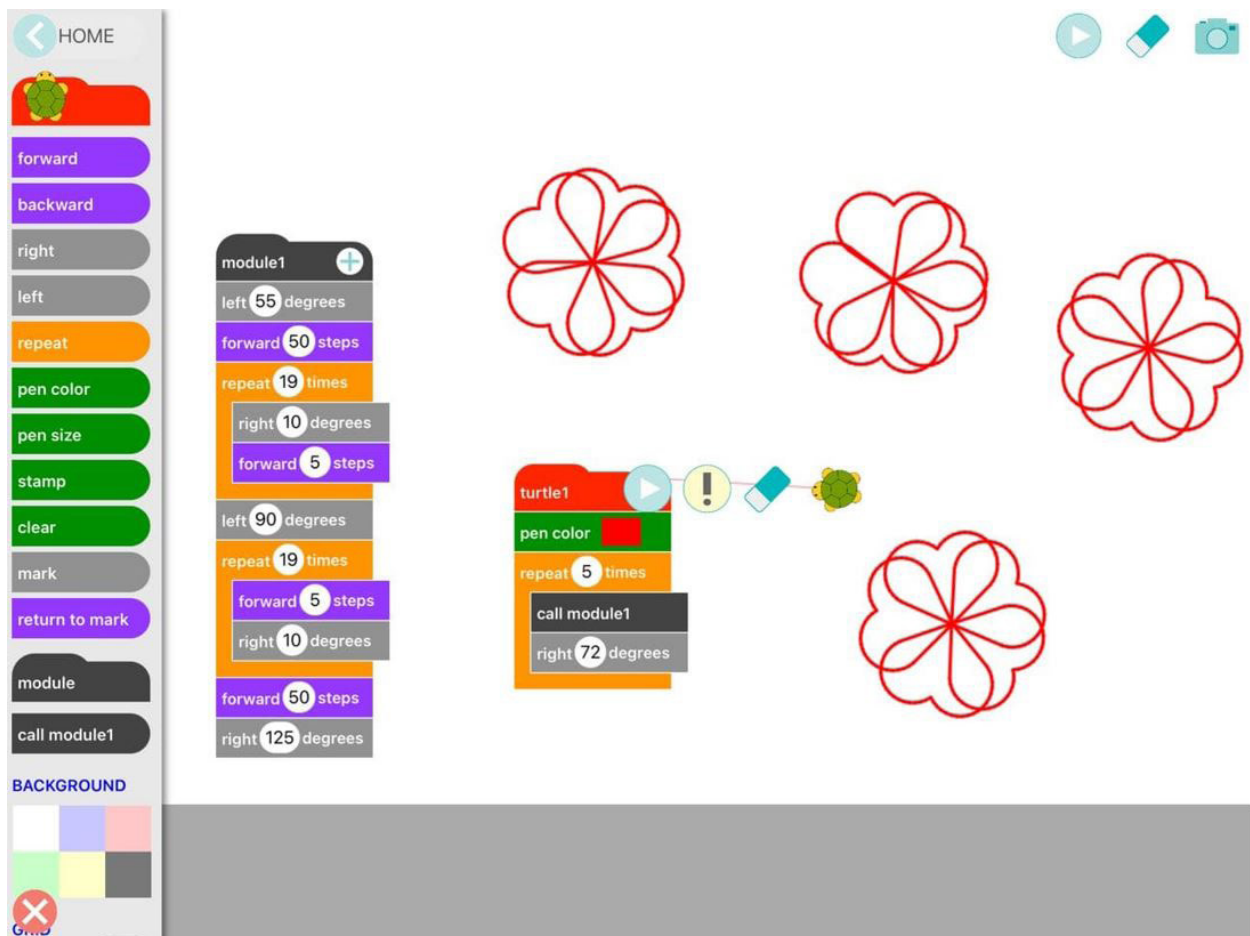 HOME
forward
backward
right
left
repeat
pen color
pen size
stamp
clear
mark
return to mark
module
call module1
BACKGROUND
GRID
module1
left 55 degrees
forward 50 steps
repeat 19 times
right 10 degrees
forward 5 steps
left 90 degrees
repeat 19 times
forward 5 steps
right 10 degrees
forward 50 steps
right 125 degrees
turtle1
pen color
repeat 5 times
call module1
right 72 degrees